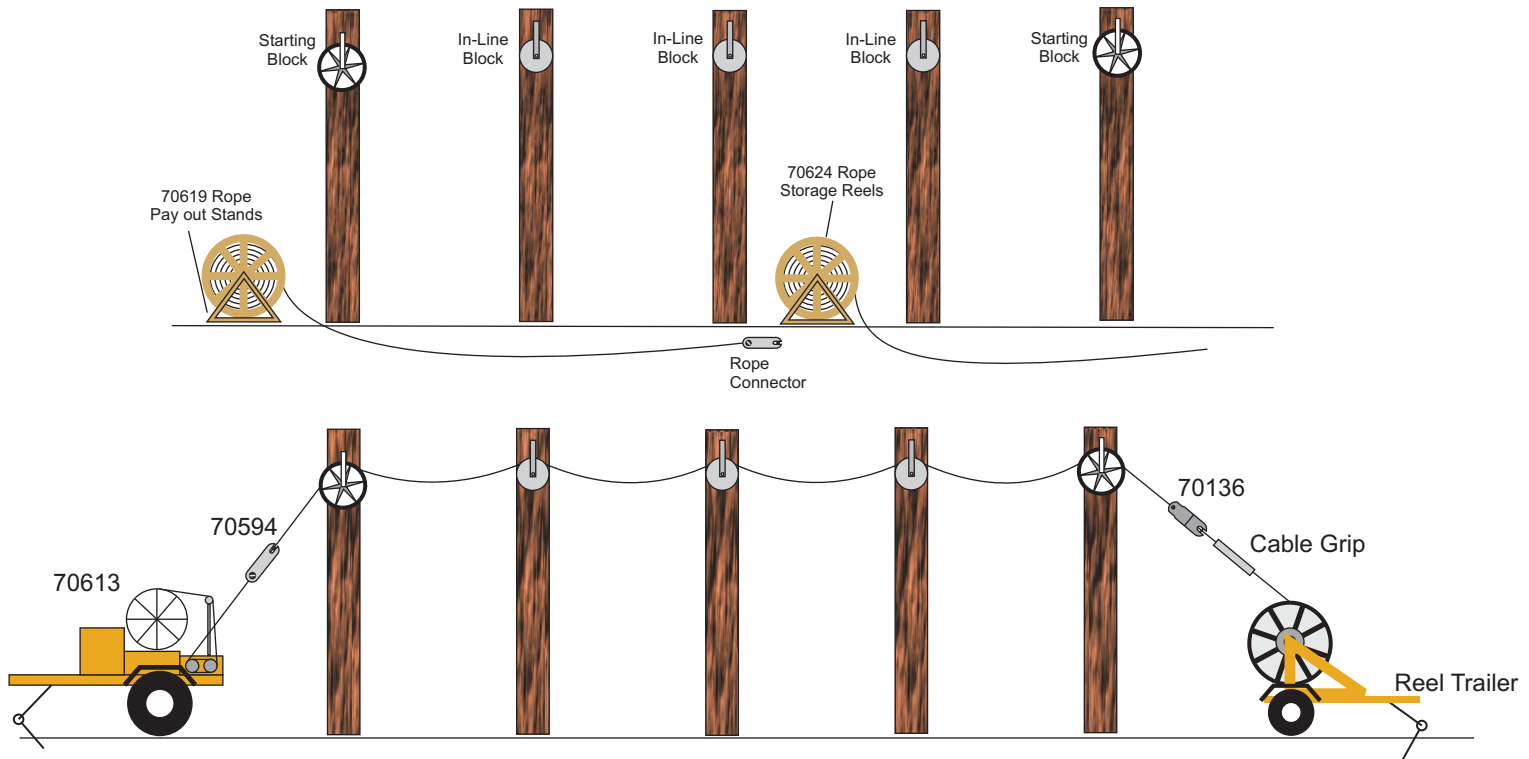 Starting
Block
In-Line
Block
In-Line
Block
In-Line
Block
Starting
Block
70619 Rope
Pay out Stands
70624 Rope
Storage Reels
Rope
Connector
70594
70613
70136
Cable Grip
Reel Trailer